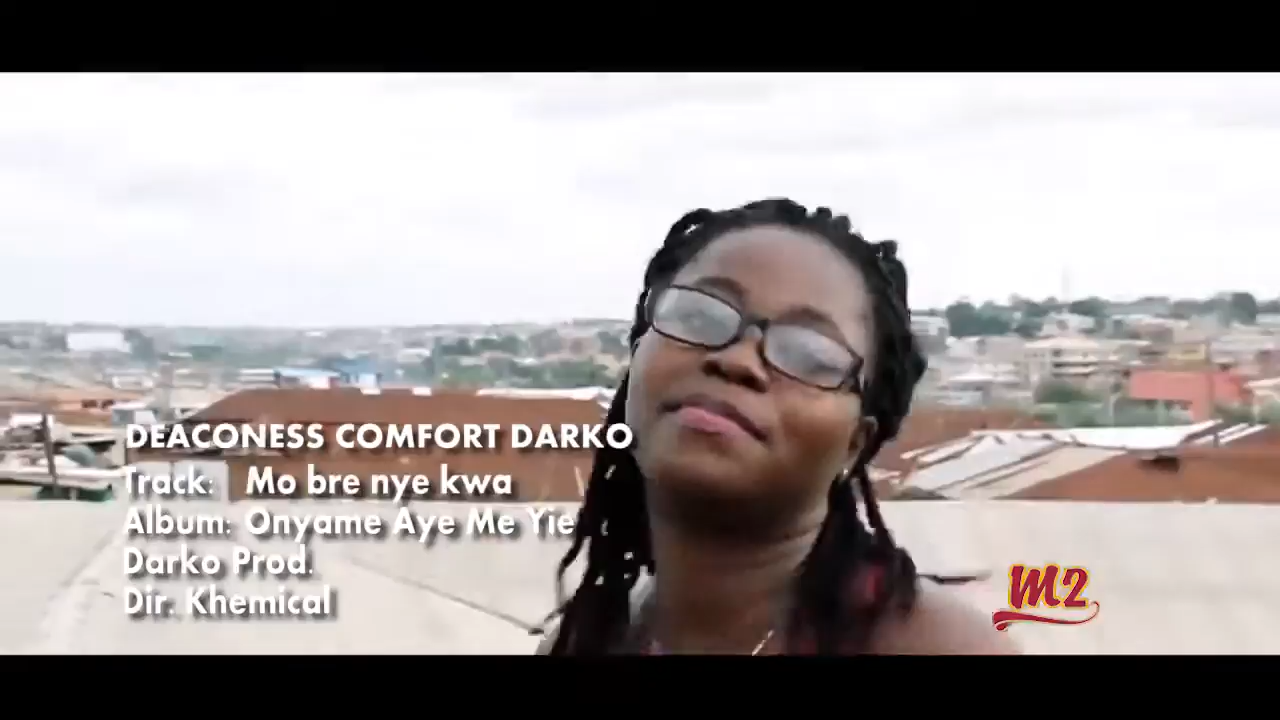 DEACONESS COMFORT DARKO
Track: Mo bre nye kwa
Album: Onyame Aye Me Yie
Darko Prod.
Dir. Khemical
M2